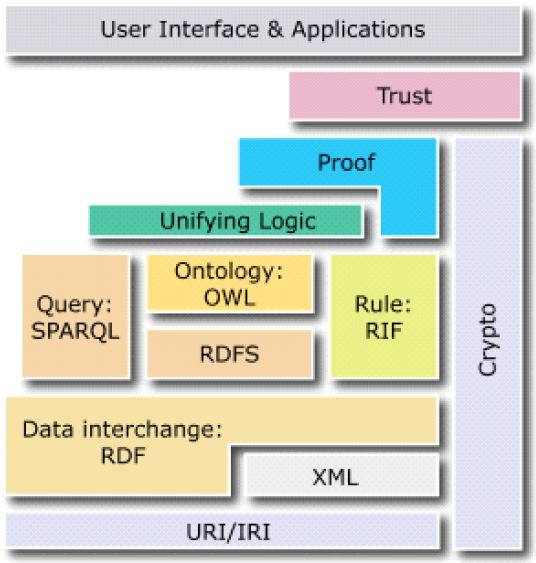 User Interface & Applications
Trust
Proof
Unifying Logic
Query:
SPARQL
Ontology:
OWL
RDFS
Rule:
RIF
Crypto
Data interchange:
RDF
XML
URI/IRI